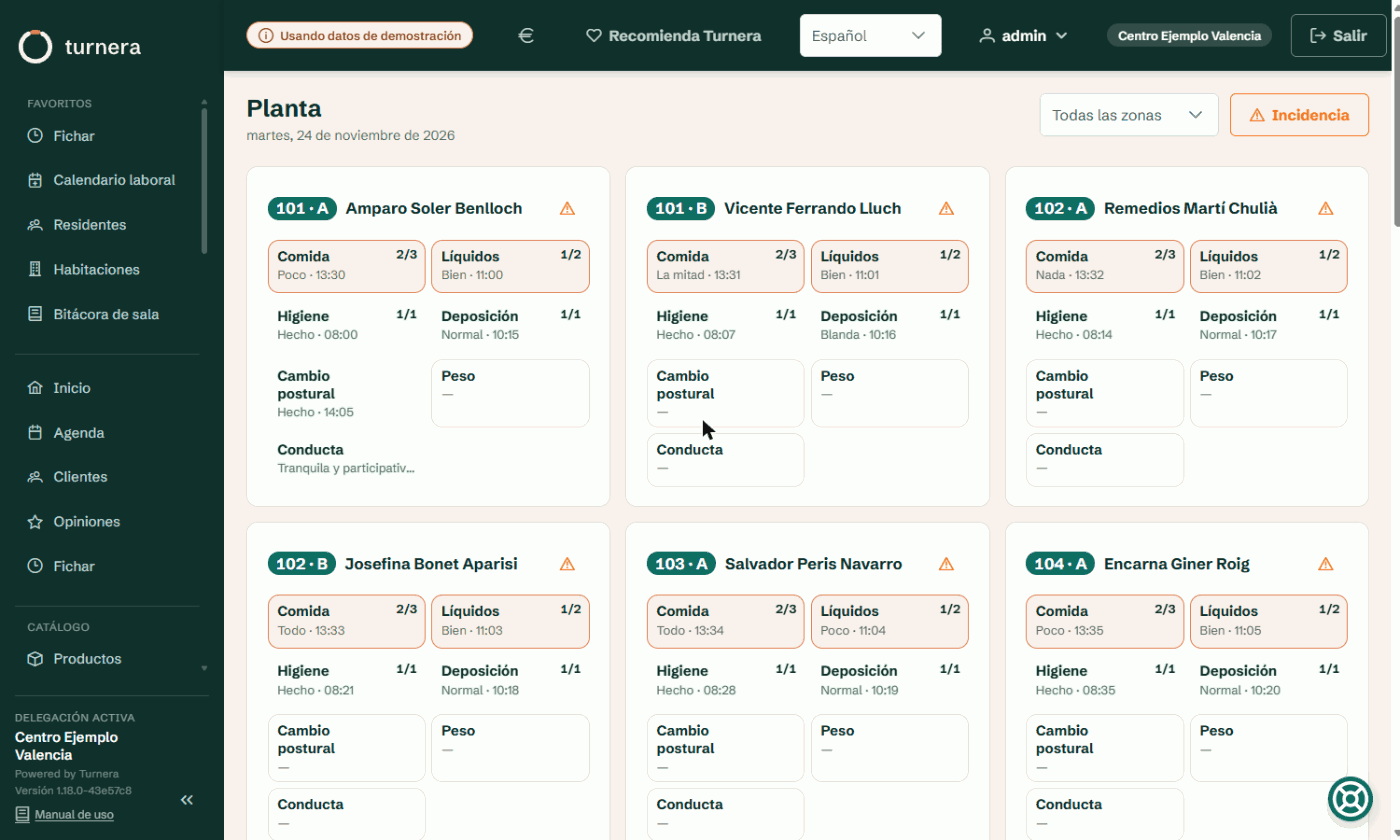 turnera
Usando datos de demostración
€
Recomienda Turnera
Español
admin
Centro Ejemplo Valencia
Salir
FAVORITOS
Fichar
Calendario laboral
Residentes
Habitaciones
Bitácora de sala
Inicio
Agenda
Clientes
Opiniones
Fichar
CATÁLOGO
Productos
DELEGACIÓN ACTIVA
Centro Ejemplo
Valencia
Powered by Turnera
Versión 1.18.0-43e57c8
Manual de uso
Planta
martes, 24 de noviembre de 2026
Todas las zonas
Incidencia
101 · A Amparo Soler Benlloch
Comida 2/3
Poco · 13:30
Líquidos 1/2
Bien · 11:00
Higiene 1/1
Hecho · 08:00
Deposición 1/1
Normal · 10:15
Cambio
postural
Hecho · 14:05
Peso
—
Conducta
Tranquila y participativ...
101 · B Vicente Ferrando Lluch
Comida 2/3
La mitad · 13:31
Líquidos 1/2
Bien · 11:01
Higiene 1/1
Hecho · 08:07
Deposición 1/1
Blanda · 10:16
Cambio
postural
—
Peso
—
Conducta
—
102 · A Remedios Martí Chulià
Comida 2/3
Nada · 13:32
Líquidos 1/2
Bien · 11:02
Higiene 1/1
Hecho · 08:14
Deposición 1/1
Normal · 10:17
Cambio
postural
—
Peso
—
Conducta
—
102 · B Josefina Bonet Aparisi
Comida 2/3
Todo · 13:33
Líquidos 1/2
Bien · 11:03
Higiene 1/1
Hecho · 08:21
Deposición 1/1
Normal · 10:18
Cambio
postural
—
Peso
—
Conducta
—
103 · A Salvador Peris Navarro
Comida 2/3
Todo · 13:34
Líquidos 1/2
Poco · 11:04
Higiene 1/1
Hecho · 08:28
Deposición 1/1
Normal · 10:19
Cambio
postural
—
Peso
—
Conducta
—
104 · A Encarna Giner Roig
Comida 2/3
Poco · 13:35
Líquidos 1/2
Bien · 11:05
Higiene 1/1
Hecho · 08:35
Deposición 1/1
Normal · 10:20
Cambio
postural
—
Peso
—
Conducta
—